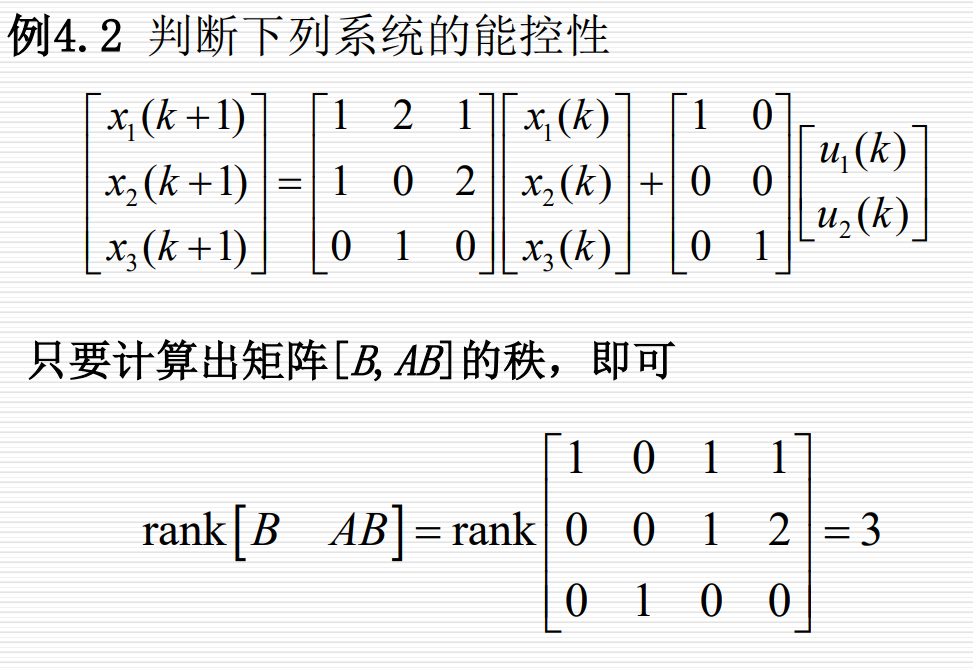 例4.2 判断下列系统的能控性
$$\begin{bmatrix} x_1(k+1) \\ x_2(k+1) \\ x_3(k+1) \end{bmatrix} = \begin{bmatrix} 1 & 2 & 1 \\ 1 & 0 & 2 \\ 0 & 1 & 0 \end{bmatrix} \begin{bmatrix} x_1(k) \\ x_2(k) \\ x_3(k) \end{bmatrix} + \begin{bmatrix} 1 & 0 \\ 0 & 0 \\ 0 & 1 \end{bmatrix} \begin{bmatrix} u_1(k) \\ u_2(k) \end{bmatrix}$$
只要计算出矩阵[B, AB]的秩，即可
$$\text{rank}\begin{bmatrix} B & AB \end{bmatrix} = \text{rank}\begin{bmatrix} 1 & 0 & 1 & 1 \\ 0 & 0 & 1 & 2 \\ 0 & 1 & 0 & 0 \end{bmatrix} = 3$$